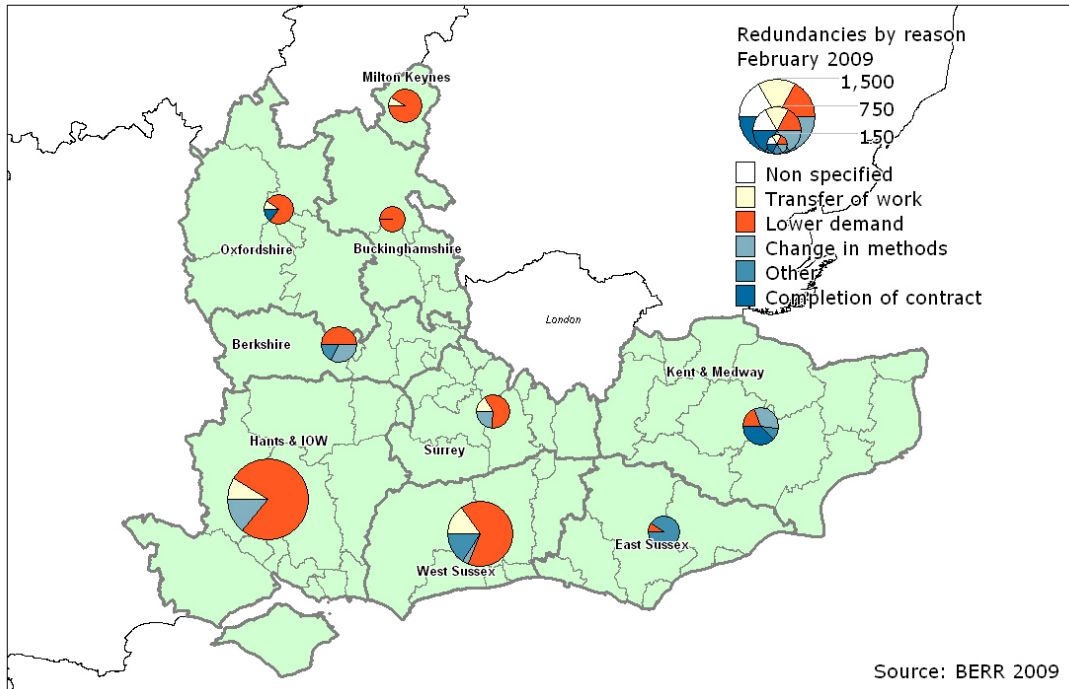 Redundancies by reason
February 2009
1,500
750
150
Non specified
Transfer of work
Lower demand
Change in methods
Other
Completion of contract
Milton Keynes
Oxfordshire
Buckinghamshire
London
Berkshire
Kent & Medway
Hants & IOW
Surrey
East Sussex
West Sussex
Source: BERR 2009